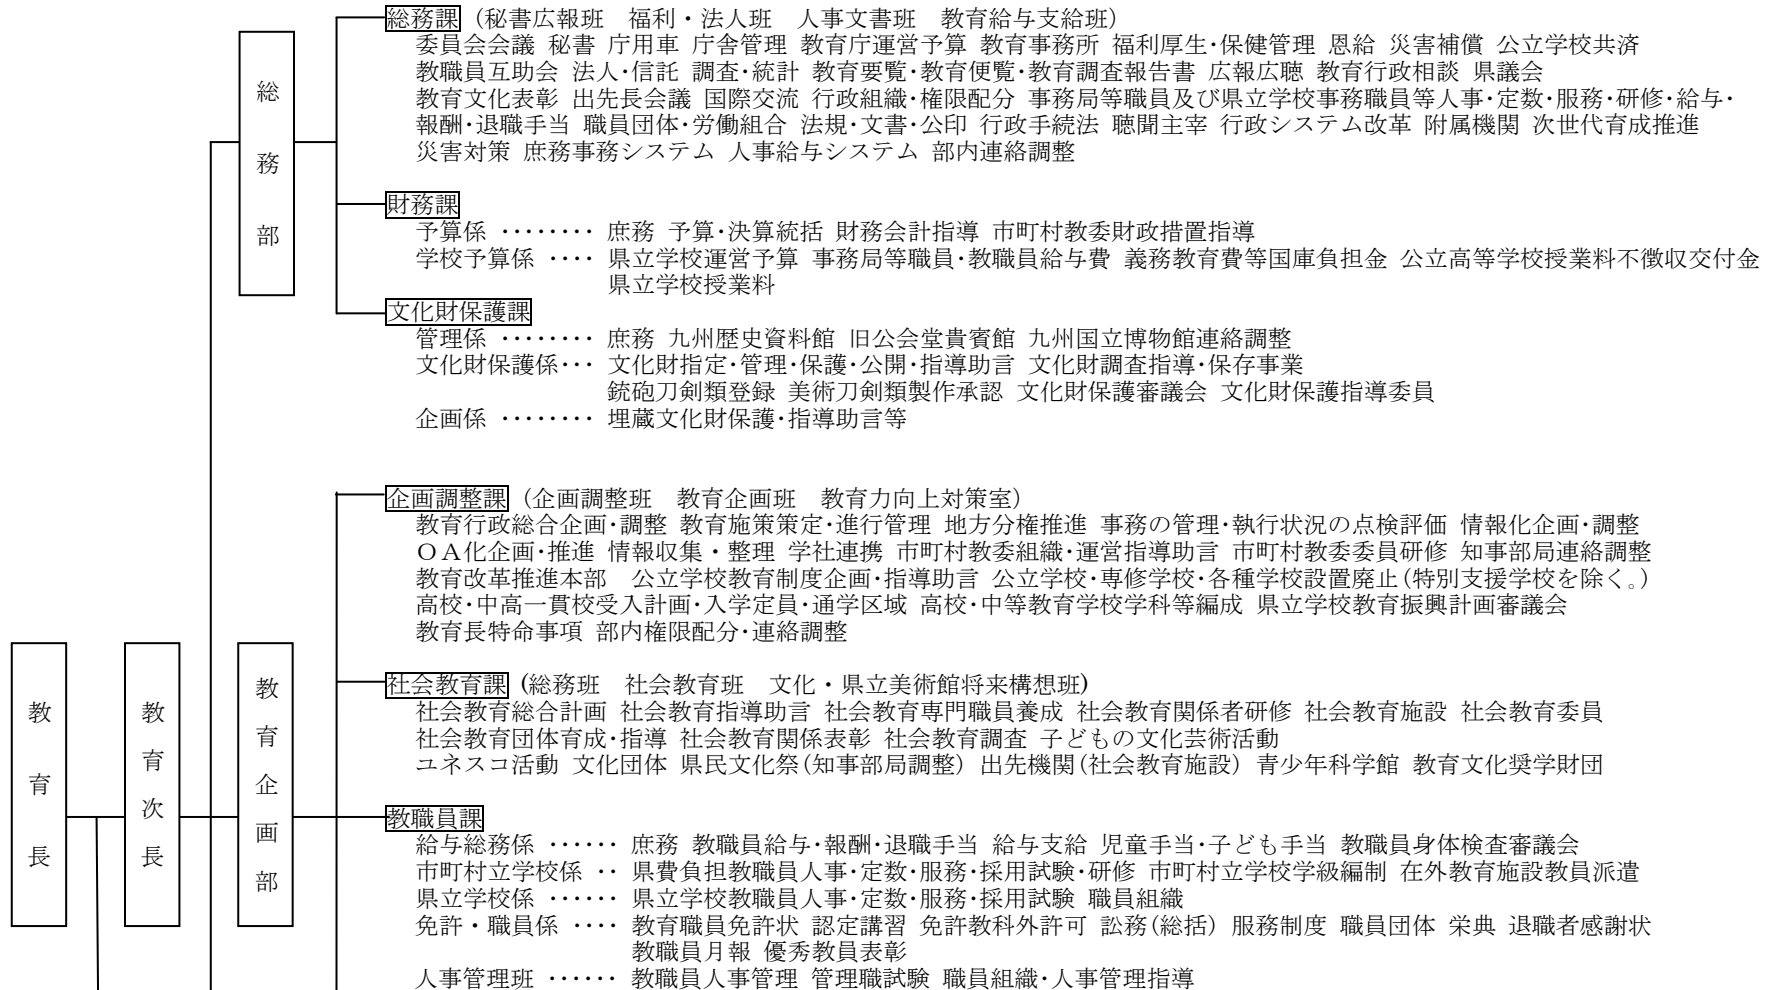 総務課 (秘書広報班　福利・法人班　人事文書班　教育給与支給班)
委員会会議 秘書 庁用車 庁舎管理 教育庁運営予算 教育事務所 福利厚生･保健管理 恩給 災害補償 公立学校共済
教職員互助会 法人･信託 調査･統計 教育要覧･教育便覧･教育調査報告書 広報広聴 教育行政相談 県議会
教育文化表彰 出先長会議 国際交流 行政組織･権限配分 事務局等職員及び県立学校事務職員等人事･定数･服務･研修･給与･
報酬･退職手当 職員団体･労働組合 法規･文書･公印 行政手続法 聴聞主宰 行政システム改革 附属機関 次世代育成推進
災害対策 庶務事務システム 人事給与システム 部内連絡調整
総務部
財務課
予算係 ‥‥‥‥ 庶務 予算･決算統括 財務会計指導 市町村教委財政措置指導
学校予算係 ‥‥ 県立学校運営予算 事務局等職員･教職員給与費 義務教育費等国庫負担金 公立高等学校授業料不徴収交付金
県立学校授業料
文化財保護課
管理係 ‥‥‥‥ 庶務 九州歴史資料館 旧公会堂貴賓館 九州国立博物館連絡調整
文化財保護係… 文化財指定･管理･保護･公開･指導助言 文化財調査指導･保存事業
銃砲刀剣類登録 美術刀剣類製作承認 文化財保護審議会 文化財保護指導委員
企画係 ‥‥‥‥ 埋蔵文化財保護･指導助言等
企画調整課 (企画調整班　教育企画班　教育力向上対策室)
教育行政総合企画･調整 教育施策策定･進行管理 地方分権推進 事務の管理･執行状況の点検評価 情報化企画･調整
ＯＡ化企画･推進 情報収集・整理 学社連携 市町村教委組織･運営指導助言 市町村教委委員研修 知事部局連絡調整
教育改革推進本部　公立学校教育制度企画･指導助言 公立学校･専修学校･各種学校設置廃止(特別支援学校を除く。)
高校･中高一貫校受入計画･入学定員･通学区域 高校･中等教育学校学科等編成 県立学校教育振興計画審議会
教育長特命事項 部内権限配分･連絡調整
教育長
教育次長
教育企画部
社会教育課 (総務班　社会教育班　文化・県立美術館将来構想班)
社会教育総合計画 社会教育指導助言 社会教育専門職員養成 社会教育関係者研修 社会教育施設 社会教育委員
社会教育団体育成･指導 社会教育関係表彰 社会教育調査 子どもの文化芸術活動
ユネスコ活動 文化団体 県民文化祭(知事部局調整) 出先機関(社会教育施設) 青少年科学館 教育文化奨学財団
教職員課
給与総務係 ‥‥‥ 庶務 教職員給与･報酬･退職手当 給与支給 児童手当･子ども手当 教職員身体検査審議会
市町村立学校係 ‥ 県費負担教職員人事･定数･服務･採用試験･研修 市町村立学校学級編制 在外教育施設教員派遣
県立学校係 ‥‥‥ 県立学校教職員人事･定数･服務･採用試験 職員組織
免許・職員係 ‥‥ 教育職員免許状 認定講習 免許教科外許可 訟務(総括) 服務制度 職員団体 栄典 退職者感謝状
教職員月報 優秀教員表彰
人事管理班 ‥‥‥ 教職員人事管理 管理職試験 職員組織･人事管理指導